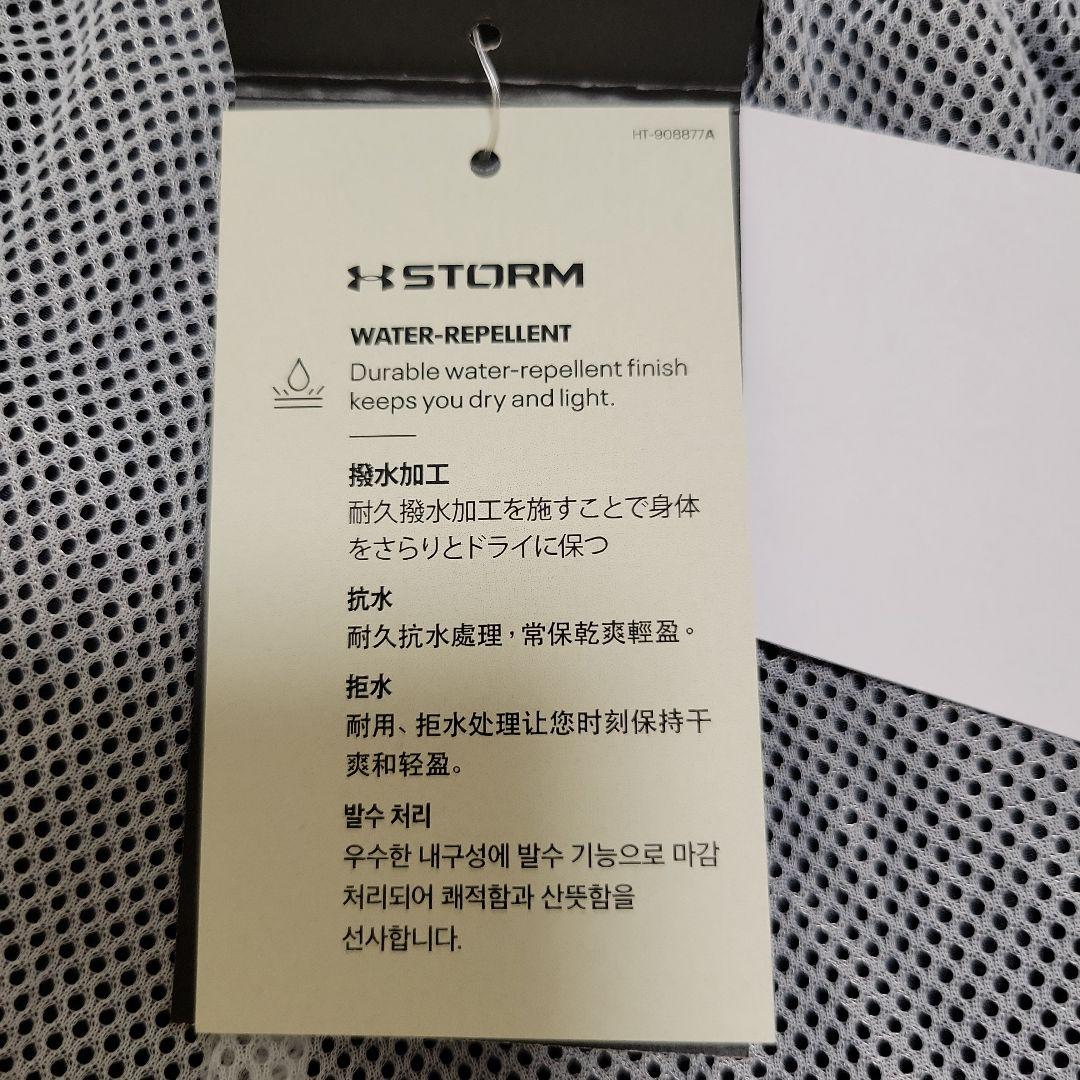 HT-908877A
STORM
WATER-REPELLENT
Durable water-repellent finish
keeps you dry and light.
撥水加工
耐久撥水加工を施すことで身体
をさらりとドライに保つ
抗水
耐久抗水處理，常保乾爽輕盈。
拒水
耐用、拒水处理让您时刻保持干
爽和轻盈。
발수 처리
우수한 내구성에 발수 기능으로 마감
처리되어 쾌적함과 산뜻함을
선사합니다.